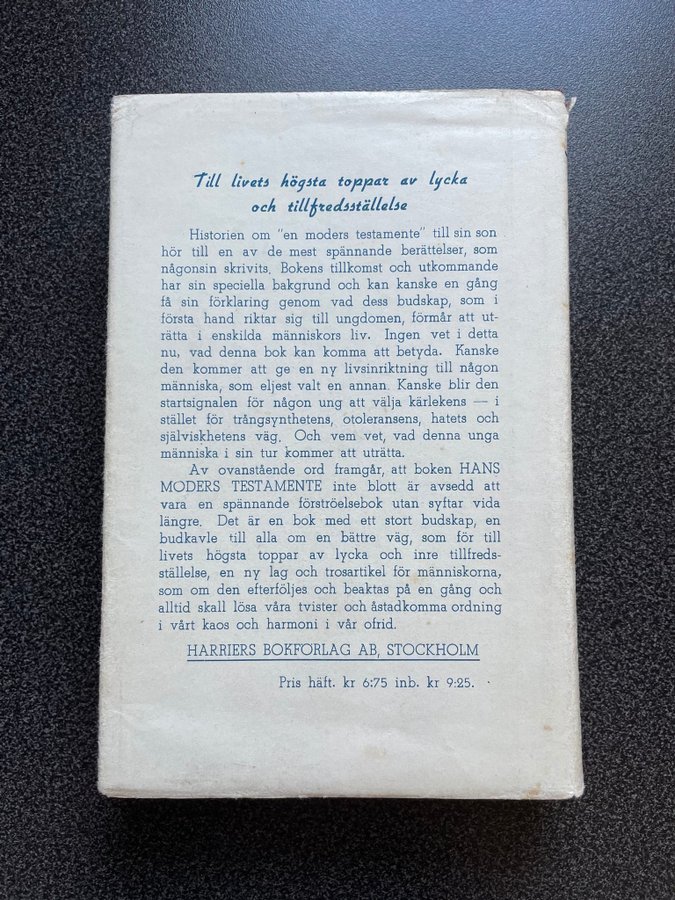 Till livets högsta toppar av lycka
och tillfredsställelse
Historien om "en moders testamente" till sin son
hör till en av de mest spännande berättelser, som
någonsin skrivits. Bokens tillkomst och utkommande
har sin speciella bakgrund och kan kanske en gång
få sin förklaring genom vad dess budskap, som i
första hand riktar sig till ungdomen, förmår att ut-
rätta i enskilda människors liv. Ingen vet i detta
nu, vad denna bok kan komma att betyda. Kanske
den kommer att ge en ny livsinriktning till någon
människa, som eljest valt en annan. Kanske blir den
startsignalen för någon ung att välja kärlekens — i
stället för trångsynthetens, otoleransens, hatets och
själviskhetens väg. Och vem vet, vad denna unga
människa i sin tur kommer att uträtta.
Av ovanstående ord framgår, att boken HANS
MODERS TESTAMENTE inte blott är avsedd att
vara en spännande förströelsebok utan syftar vida
längre. Det är en bok med ett stort budskap, en
budkavle till alla om en bättre väg, som för till
livets högsta toppar av lycka och inre tillfreds-
ställelse, en ny lag och trosartikel för människorna,
som om den efterföljes och beaktas på en gång och
alltid skall lösa våra tvister och åstadkomma ordning
i vårt kaos och harmoni i vår ofrid.
HARRIERS BOKFÖRLAG AB, STOCKHOLM
Pris häft. kr 6:75 inb. kr 9:25.